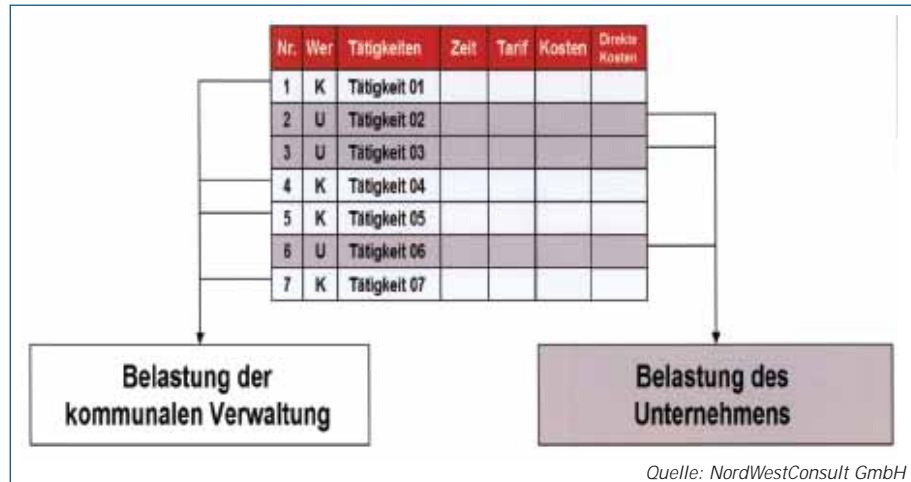 Nr. Wer Tätigkeiten Zeit Tarif Kosten Direkte Kosten
1 K Tätigkeit 01
2 U Tätigkeit 02
3 U Tätigkeit 03
4 K Tätigkeit 04
5 K Tätigkeit 05
6 U Tätigkeit 06
7 K Tätigkeit 07
Belastung der
kommunalen Verwaltung
Belastung des
Unternehmens
Quelle: NordWestConsult GmbH